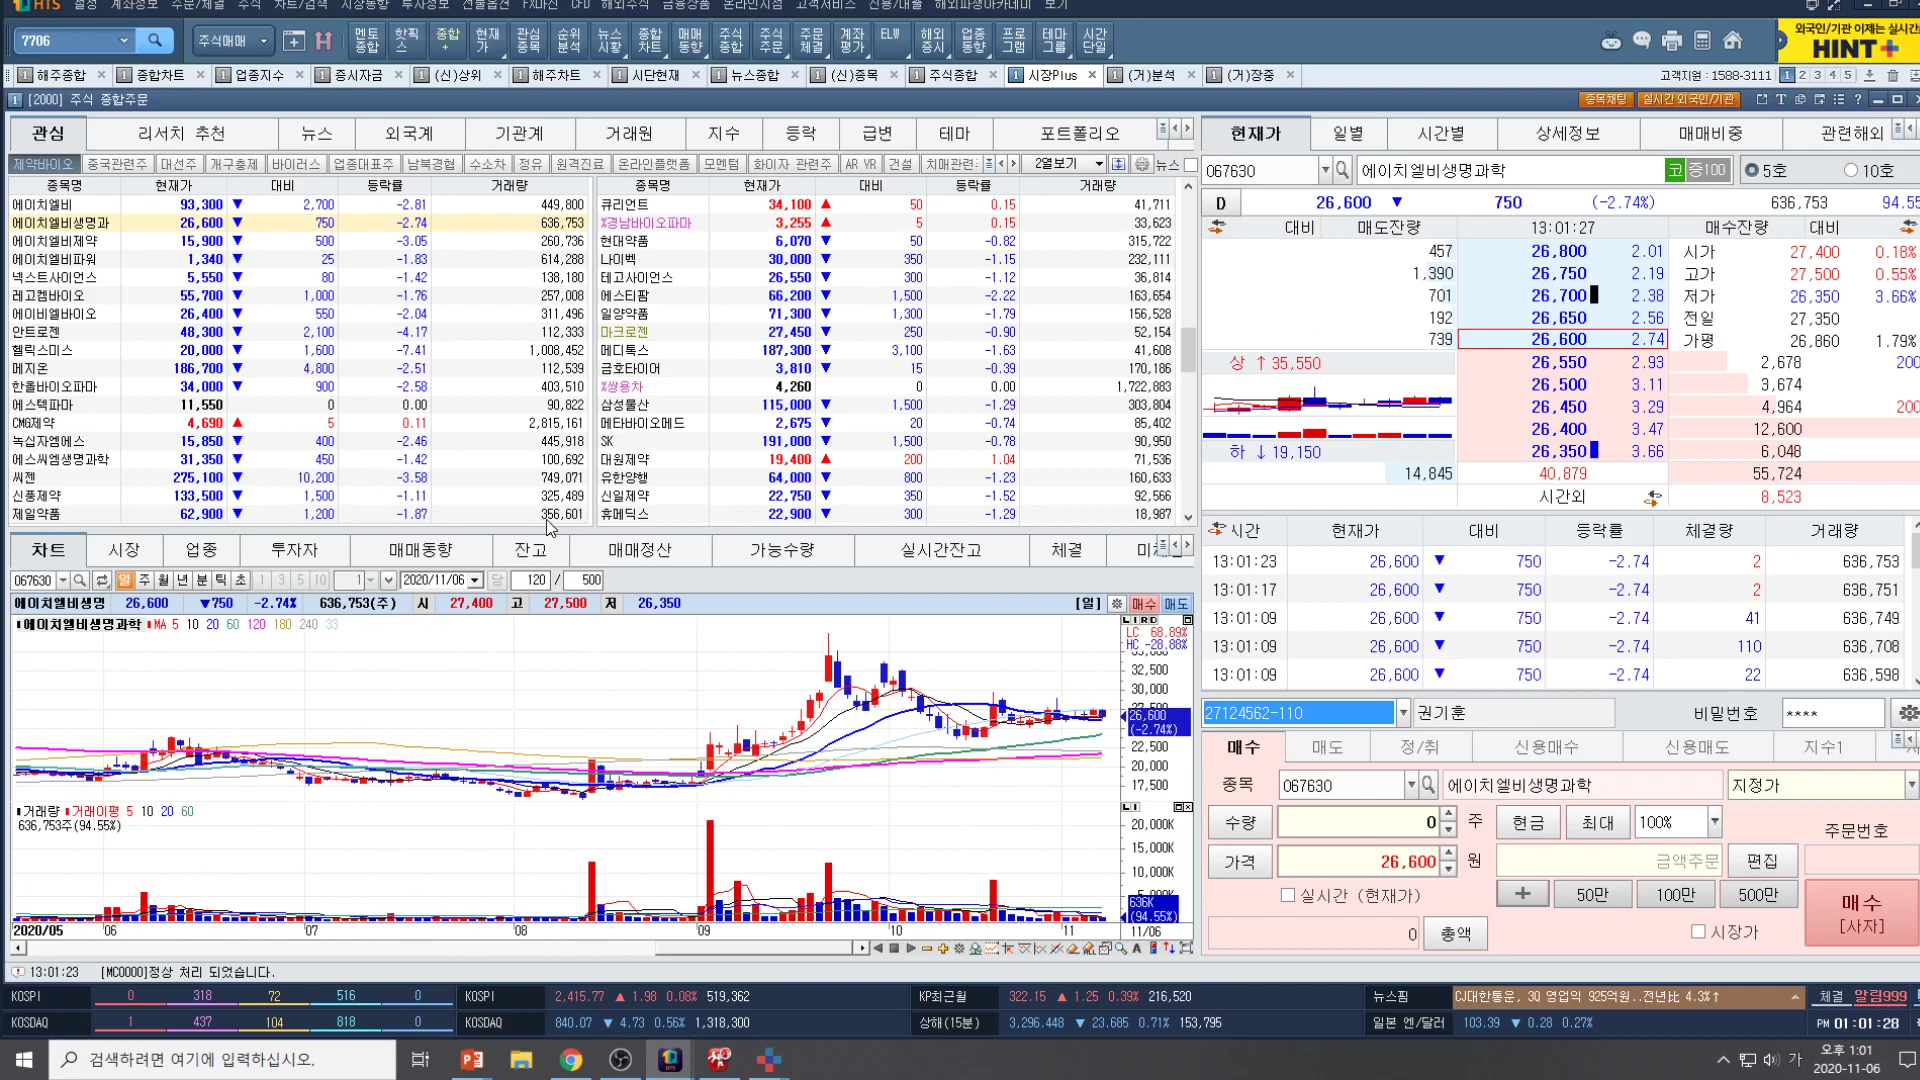 HTS 설정 계좌정보 주문/체결 주식 차트/검색 시장동향 투자정보 선물옵션 FX마진 CFD 해외주식 금융상품 온라인지점 고객서비스 신용/대출 해외파생아카데미 보기
7706 주식매매 멘토종합 핫픽스 종합+ 현재가 관심종목 순위분석 뉴스시황 종합차트 매매동향 주식종합 주식주문 주문체결 계좌평가 ELW 해외증시 업종동향 프로그램 테마그룹 시간단일
외국인/기관 이제는 실시간
HINT+
1 해주종합 1 종합차트 1 업종지수 1 증시자금 1 (신)상위 1 해주차트 1 시단현재 1 뉴스종합 1 (신)종목 1 주식종합 1 시장Plus 1 (거)분석 1 (거)장중 고객지원 : 1588-3111 1 2 3 4 5
1 [2000] 주식 종합주문 종목채팅 실시간 외국인/기관
관심 리서치 추천 뉴스 외국계 기관계 거래원 지수 등락 급변 테마 포트폴리오
제약바이오 중국관련주 대선주 개구충제 바이러스 업종대표주 남북경협 수소차 정유 원격진료 온라인플랫폼 모멘텀 화이자 관련주 AR VR 건설 치매관련 2열보기 뉴스
종목명 현재가 대비 등락률 거래량 종목명 현재가 대비 등락률 거래량
에이치엘비 93,300 ▼ 2,700 -2.81 449,800 큐리언트 34,100 ▲ 50 0.15 41,711
에이치엘비생명과 26,600 ▼ 750 -2.74 636,753 %경남바이오파마 3,255 ▲ 5 0.15 33,623
에이치엘비제약 15,900 ▼ 500 -3.05 260,736 현대약품 6,070 ▼ 50 -0.82 315,722
에이치엘비파워 1,340 ▼ 25 -1.83 614,288 나이벡 30,000 ▼ 350 -1.15 232,111
넥스트사이언스 5,550 ▼ 80 -1.42 138,180 테고사이언스 26,550 ▼ 300 -1.12 36,814
레고켐바이오 55,700 ▼ 1,000 -1.76 257,008 에스티팜 66,200 ▼ 1,500 -2.22 163,654
에이비엘바이오 26,400 ▼ 550 -2.04 311,496 일양약품 71,300 ▼ 1,300 -1.79 156,528
안트로젠 48,300 ▼ 2,100 -4.17 112,333 마크로젠 27,450 ▼ 250 -0.90 52,154
헬릭스미스 20,000 ▼ 1,600 -7.41 1,008,452 메디톡스 187,300 ▼ 3,100 -1.63 41,608
메지온 186,700 ▼ 4,800 -2.51 112,539 금호타이어 3,810 ▼ 15 -0.39 170,186
한올바이오파마 34,000 ▼ 900 -2.58 403,510 %쌍용차 4,260 0 0.00 1,722,883
에스텍파마 11,550 0 0.00 90,822 삼성물산 115,000 ▼ 1,500 -1.29 303,804
CMG제약 4,690 ▲ 5 0.11 2,815,161 메타바이오메드 2,675 ▼ 20 -0.74 85,402
녹십자엠에스 15,850 ▼ 400 -2.46 445,918 SK 191,000 ▼ 1,500 -0.78 90,950
에스씨엠생명과학 31,350 ▼ 450 -1.42 100,692 대원제약 19,400 ▲ 200 1.04 71,536
씨젠 275,100 ▼ 10,200 -3.58 749,071 유한양행 64,000 ▼ 800 -1.23 160,633
신풍제약 133,500 ▼ 1,500 -1.11 325,489 신일제약 22,750 ▼ 350 -1.52 92,566
제일약품 62,900 ▼ 1,200 -1.87 356,601 휴메딕스 22,900 ▼ 300 -1.29 18,987
차트 시장 업종 투자자 매매동향 잔고 매매정산 가능수량 실시간잔고 체결
067630 일 주 월 년 분 틱 초 1 3 5 10 1 2020/11/06 당 120 / 500
에이치엘비생명 26,600 ▼750 -2.74% 636,753(주) 시 27,400 고 27,500 저 26,350 [일] 매수 매도
에이치엘비생명과학 MA 5 10 20 60 120 180 240 33
LC 68.89%
HC -28.88%
32,500
30,000
26,600
(-2.74%)
22,500
20,000
17,500
거래량 거래이평 5 10 20 60
636,753주(94.55%)
20,000K
15,000K
10,000K
636K
(94.55%)
2020/05 06 07 08 09 10 11 11/06
현재가 일별 시간별 상세정보 매매비중 관련해외
067630 에이치엘비생명과학 코 증100 5호 10호
D 26,600 ▼ 750 (-2.74%) 636,753 94.55
대비 매도잔량 13:01:27 매수잔량 대비
457 26,800 2.01 시가 27,400 0.18%
1,390 26,750 2.19 고가 27,500 0.55%
701 26,700 2.38 저가 26,350 3.66%
192 26,650 2.56 전일 27,350
739 26,600 2.74 가평 26,860 1.79%
상 ↑ 35,550 26,550 2.93 2,678 200
26,500 3.11 3,674
26,450 3.29 4,964 200
26,400 3.47 12,600
하 ↓ 19,150 26,350 3.66 6,048
14,845 40,879 55,724
시간외 8,523
시간 현재가 대비 등락률 체결량 거래량
13:01:23 26,600 ▼ 750 -2.74 2 636,753
13:01:17 26,600 ▼ 750 -2.74 2 636,751
13:01:09 26,600 ▼ 750 -2.74 41 636,749
13:01:09 26,600 ▼ 750 -2.74 110 636,708
13:01:09 26,600 ▼ 750 -2.74 22 636,598
27124562-110 권기훈 비밀번호 ****
매수 매도 정/취 신용매수 신용매도 지수1
종목 067630 에이치엘비생명과학 지정가
수량 0 주 현금 최대 100% 주문번호
가격 26,600 원 금액주문 편집
실시간 (현재가) + 50만 100만 500만 매수
[사자]
0 총액 시장가
13:01:23 [MC0000]정상 처리 되었습니다.
KOSPI 0 318 72 516 0 KOSPI 2,415.77 ▲ 1.98 0.08% 519,362 KP최근월 322.15 ▲ 1.25 0.39% 216,520 뉴스핌 CJ대한통운, 3Q 영업익 925억원..전년比 4.3%↑ 체결 알림999
KOSDAQ 1 437 104 818 0 KOSDAQ 840.07 ▼ 4.73 0.56% 1,318,300 상해(15분) 3,296.448 ▼ 23.685 0.71% 153,795 일본 엔/달러 103.39 ▼ 0.28 0.27% PM 01:01:28
검색하려면 여기에 입력하십시오. 가 오후 1:01
2020-11-06